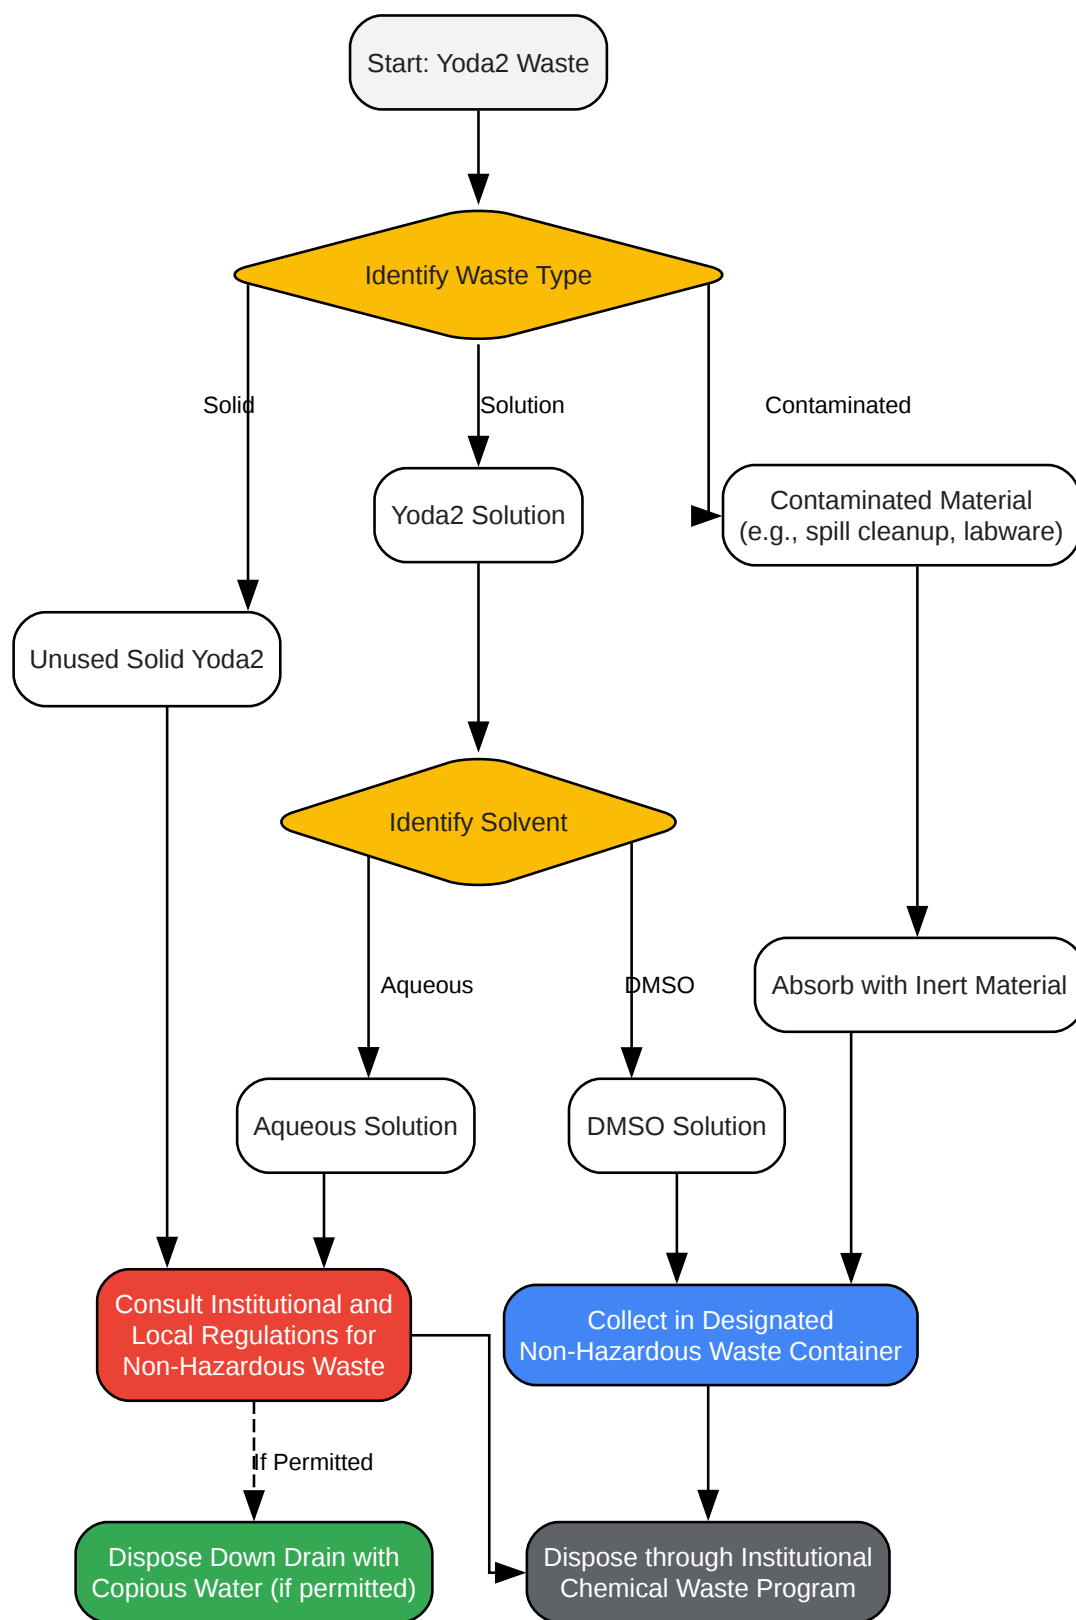 Start: Yoda2 Waste
Identify Waste Type
Solid
Solution
Contaminated
Yoda2 Solution
Contaminated Material
(e.g., spill cleanup, labware)
Unused Solid Yoda2
Identify Solvent
Aqueous
DMSO
Absorb with Inert Material
Aqueous Solution
DMSO Solution
Consult Institutional and
Local Regulations for
Non-Hazardous Waste
Collect in Designated
Non-Hazardous Waste Container
If Permitted
Dispose Down Drain with
Copious Water (if permitted)
Dispose through Institutional
Chemical Waste Program